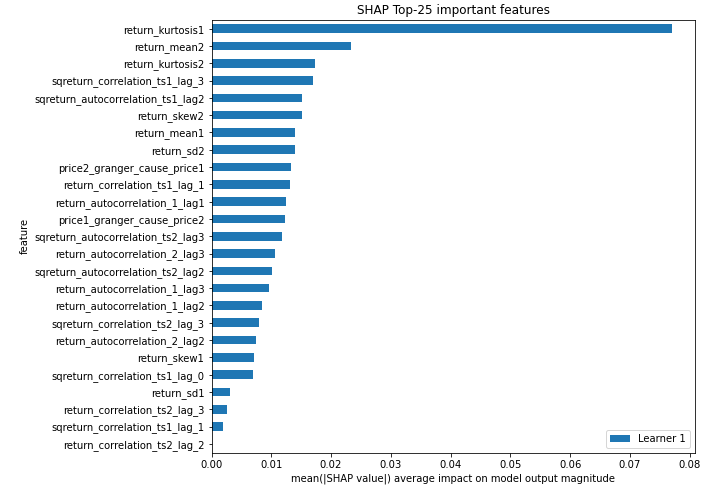 SHAP Top-25 important features
return_kurtosis1
return_mean2
return_kurtosis2
sqreturn_correlation_ts1_lag_3
sqreturn_autocorrelation_ts1_lag2
return_skew2
return_mean1
return_sd2
price2_granger_cause_price1
return_correlation_ts1_lag_1
return_autocorrelation_1_lag1
price1_granger_cause_price2
sqreturn_autocorrelation_ts2_lag3
return_autocorrelation_2_lag3
sqreturn_autocorrelation_ts2_lag2
return_autocorrelation_1_lag3
return_autocorrelation_1_lag2
sqreturn_correlation_ts2_lag_3
return_autocorrelation_2_lag2
return_skew1
sqreturn_correlation_ts1_lag_0
return_sd1
return_correlation_ts2_lag_3
sqreturn_correlation_ts1_lag_1
return_correlation_ts2_lag_2
feature
Learner 1
0.00 0.01 0.02 0.03 0.04 0.05 0.06 0.07 0.08
mean(|SHAP value|) average impact on model output magnitude